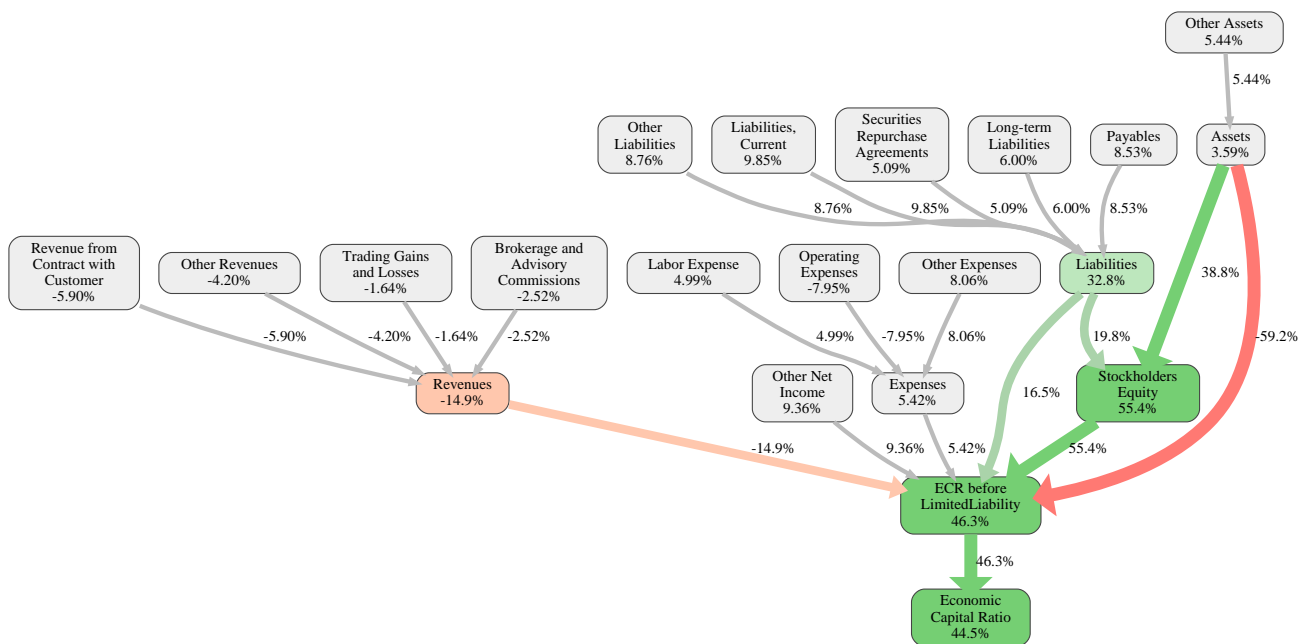 Other Assets
5.44%
5.44%
Other
Liabilities
8.76%
Liabilities,
Current
9.85%
Securities
Repurchase
Agreements
5.09%
Long-term
Liabilities
6.00%
Payables
8.53%
Assets
3.59%
8.76%
9.85%
5.09%
6.00%
8.53%
Revenue from
Contract with
Customer
-5.90%
Other Revenues
-4.20%
Trading Gains
and Losses
-1.64%
Brokerage and
Advisory
Commissions
-2.52%
Labor Expense
4.99%
Operating
Expenses
-7.95%
Other Expenses
8.06%
Liabilities
32.8%
38.8%
-5.90%
-4.20%
-1.64%
-2.52%
4.99%
-7.95%
8.06%
19.8%
-59.2%
Revenues
-14.9%
Other Net
Income
9.36%
Expenses
5.42%
16.5%
Stockholders
Equity
55.4%
-14.9%
9.36%
5.42%
55.4%
ECR before
LimitedLiability
46.3%
46.3%
Economic
Capital Ratio
44.5%